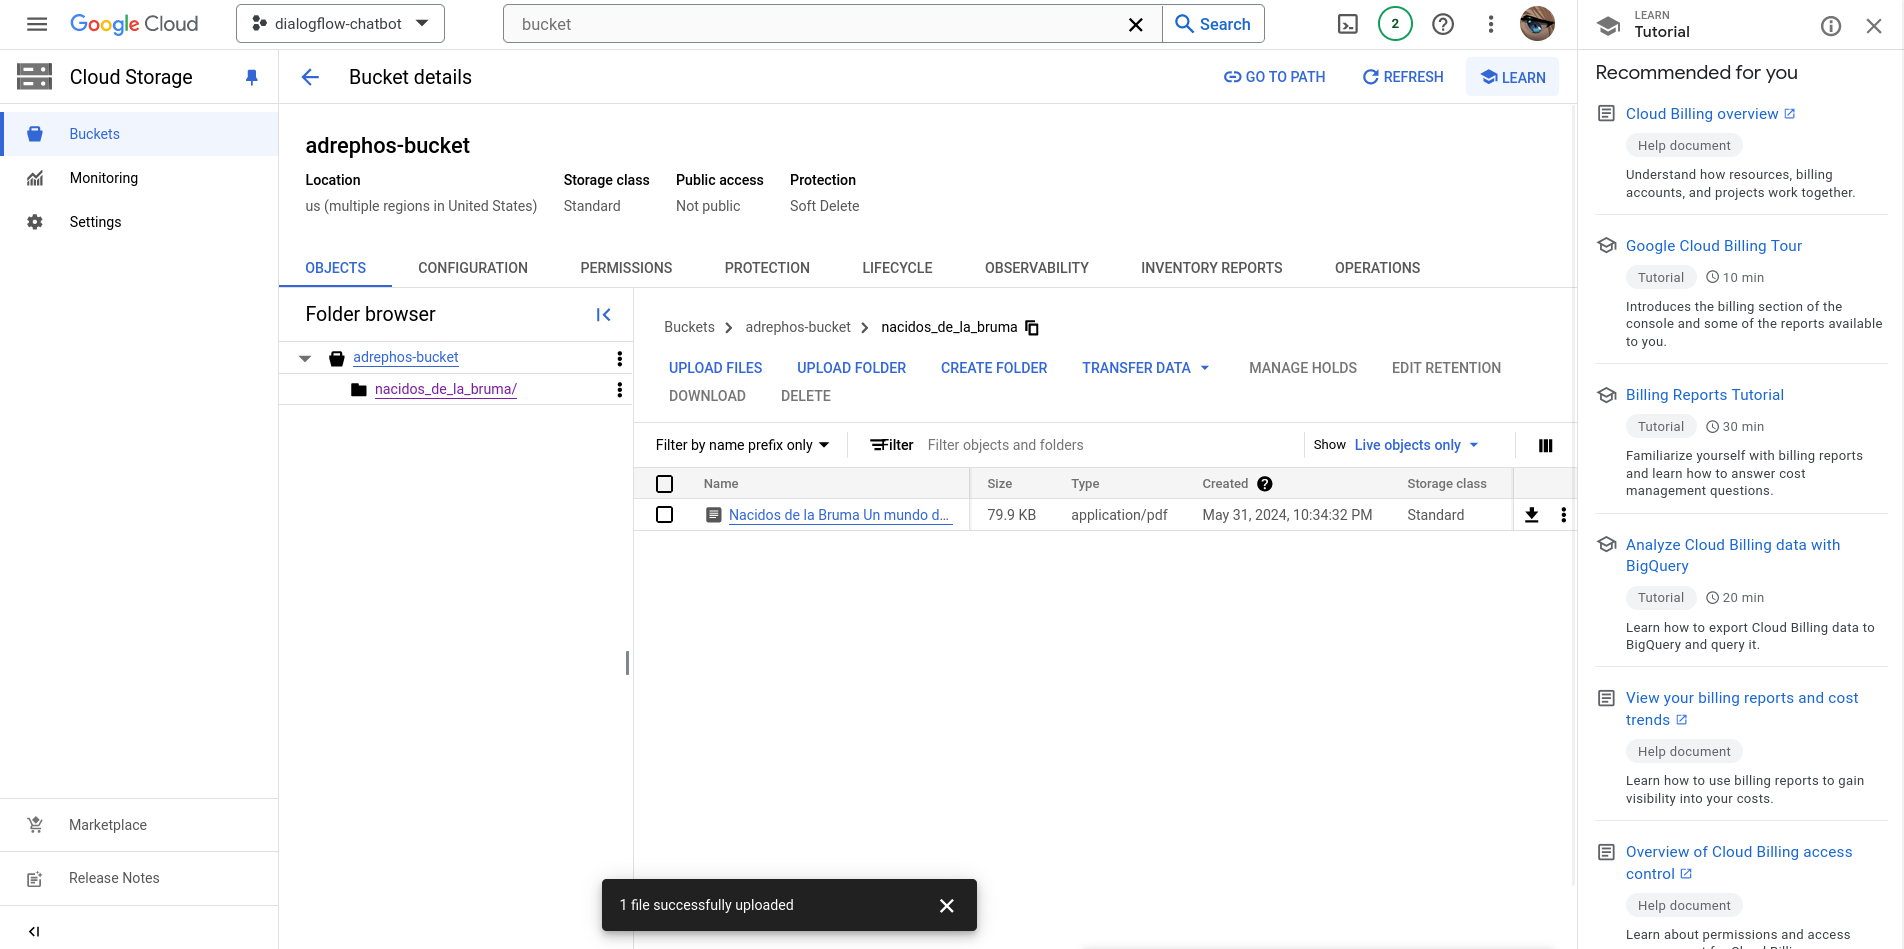 Google Cloud
dialogflow-chatbot
bucket
Search
2
LEARN
Tutorial
Cloud Storage
Buckets
Monitoring
Settings
Marketplace
Release Notes
Bucket details
GO TO PATH
REFRESH
LEARN
adrephos-bucket
Location Storage class Public access Protection
us (multiple regions in United States) Standard Not public Soft Delete
OBJECTS CONFIGURATION PERMISSIONS PROTECTION LIFECYCLE OBSERVABILITY INVENTORY REPORTS OPERATIONS
Folder browser
adrephos-bucket
nacidos_de_la_bruma/
Buckets adrephos-bucket nacidos_de_la_bruma
UPLOAD FILES UPLOAD FOLDER CREATE FOLDER TRANSFER DATA MANAGE HOLDS EDIT RETENTION
DOWNLOAD DELETE
Filter by name prefix only Filter Filter objects and folders Show Live objects only
Name Size Type Created Storage class
Nacidos de la Bruma Un mundo d… 79.9 KB application/pdf May 31, 2024, 10:34:32 PM Standard
1 file successfully uploaded
Recommended for you
Cloud Billing overview
Help document
Understand how resources, billing
accounts, and projects work together.
Google Cloud Billing Tour
Tutorial 10 min
Introduces the billing section of the
console and some of the reports available
to you.
Billing Reports Tutorial
Tutorial 30 min
Familiarize yourself with billing reports
and learn how to answer cost
management questions.
Analyze Cloud Billing data with
BigQuery
Tutorial 20 min
Learn how to export Cloud Billing data to
BigQuery and query it.
View your billing reports and cost
trends
Help document
Learn how to use billing reports to gain
visibility into your costs.
Overview of Cloud Billing access
control
Help document
Learn about permissions and access